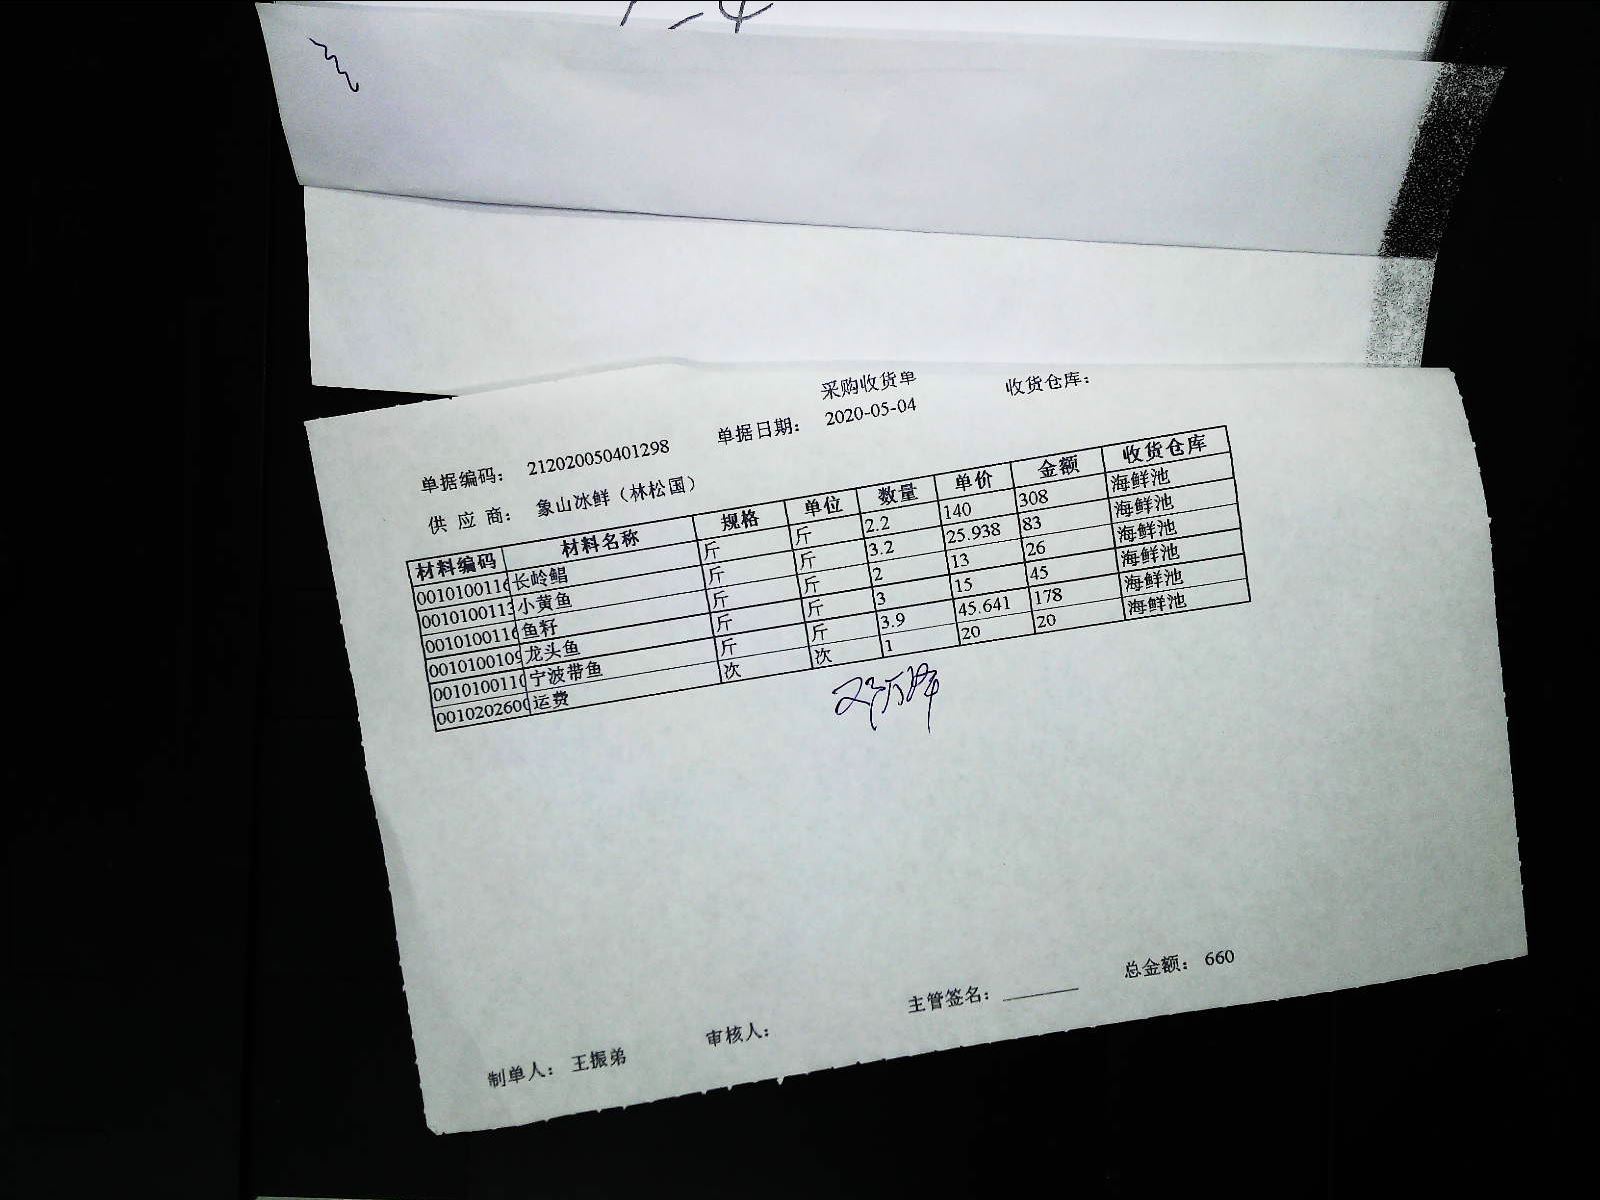 采购收货单
收货仓库：
单据编码： 212020050401298 单据日期： 2020-05-04
供 应 商： 象山冰鲜（林松国）
材料编码 材料名称 规格 单位 数量 单价 金额 收货仓库
0010100116 长岭鲳 斤 斤 2.2 140 308 海鲜池
0010100113 小黄鱼 斤 斤 3.2 25.938 83 海鲜池
0010100116 鱼籽 斤 斤 2 13 26 海鲜池
0010100109 龙头鱼 斤 斤 3 15 45 海鲜池
0010100110 宁波带鱼 斤 斤 3.9 45.641 178 海鲜池
0010202600 运费 次 次 1 20 20 海鲜池
总金额： 660
主管签名：
审核人：
制单人： 王振弟